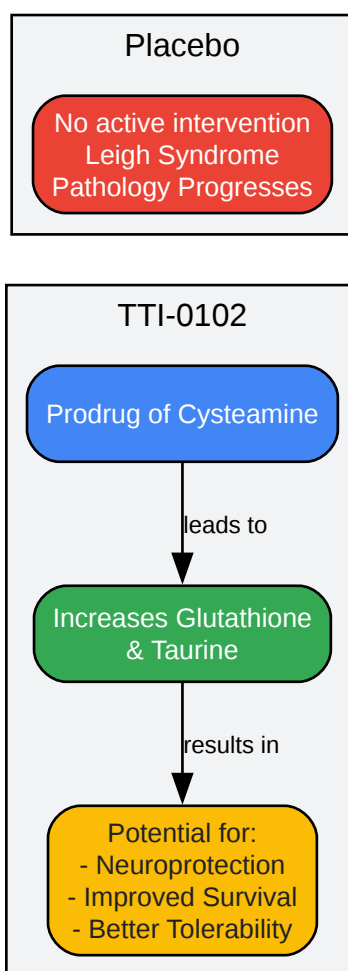 Placebo
No active intervention
Leigh Syndrome
Pathology Progresses
TTI-0102
Prodrug of Cysteamine
leads to
Increases Glutathione
& Taurine
results in
Potential for:
- Neuroprotection
- Improved Survival
- Better Tolerability